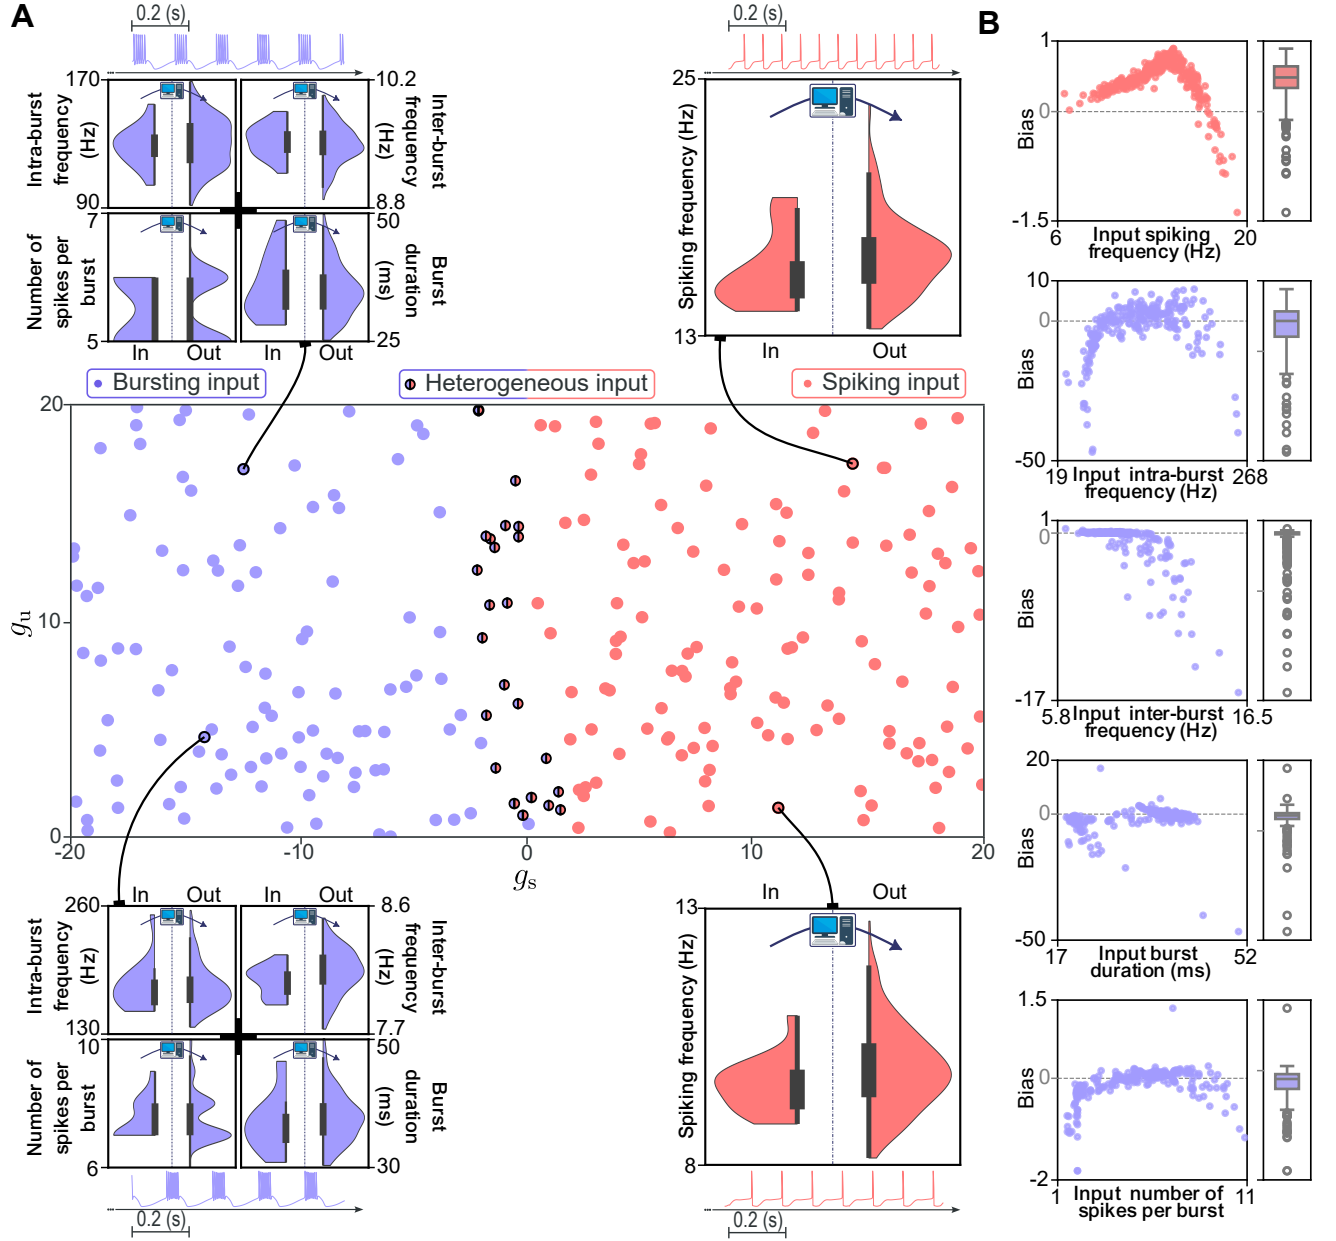 A
B
0.2 (s)
0.2 (s)
170
90
Intra-burst
frequency
(Hz)
10.2
8.8
Inter-burst
frequency
(Hz)
7
5
Number of
spikes per
burst
50
25
Burst
duration
(ms)
In
Out
In
Out
25
13
Spiking frequency (Hz)
In
Out
Bursting input
Heterogeneous input
Spiking input
20
10
0
gu
-20
-10
0
10
20
gs
In
Out
In
Out
260
130
Intra-burst
frequency
(Hz)
8.6
7.7
Inter-burst
frequency
(Hz)
10
6
Number of
spikes per
burst
50
30
Burst
duration
(ms)
0.2 (s)
13
8
Spiking frequency (Hz)
In
Out
0.2 (s)
1
0
-1.5
Bias
6
20
Input spiking
frequency (Hz)
10
0
-50
Bias
19
268
Input intra-burst
frequency (Hz)
1
0
-17
Bias
5.8
16.5
Input inter-burst
frequency (Hz)
20
0
-50
Bias
17
52
Input burst
duration (ms)
1.5
0
-2
Bias
1
11
Input number of
spikes per burst